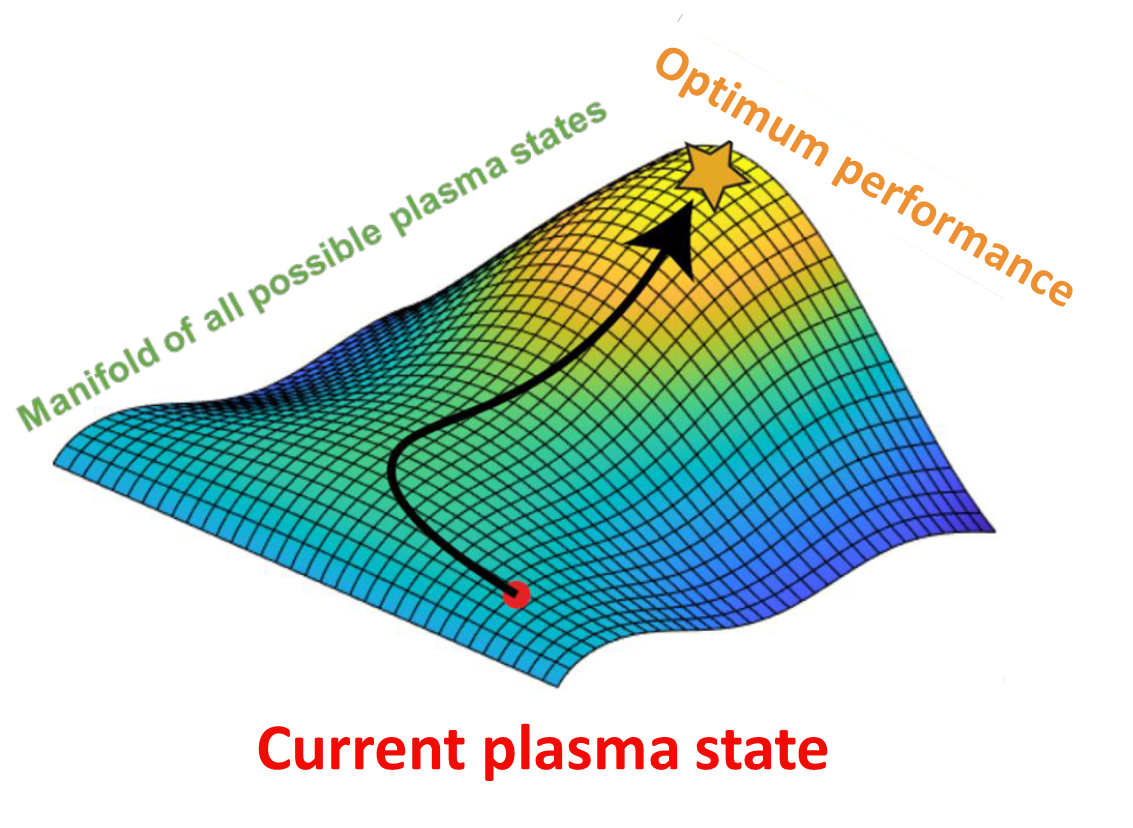 Optimum performance
Manifold of all possible plasma states
Current plasma state